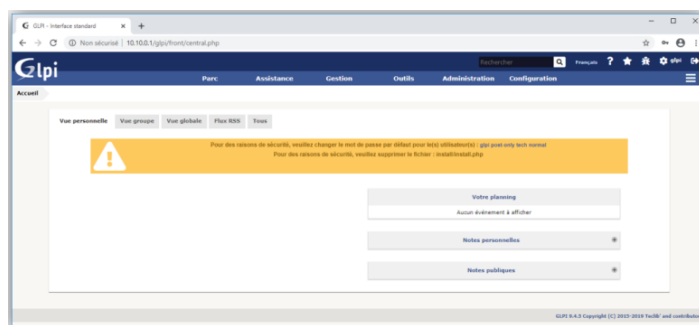 GLPI - Interface standard
Non sécurisé | 10.10.0.1/glpi/front/central.php
Glpi
Rechercher Français ? glpi
Parc Assistance Gestion Outils Administration Configuration
Accueil
Vue personnelle Vue groupe Vue globale Flux RSS Tous
Pour des raisons de sécurité, veuillez changer le mot de passe par défaut pour le(s) utilisateur(s) : glpi post-only tech normal
Pour des raisons de sécurité, veuillez supprimer le fichier : install/install.php
Votre planning
Aucun événement à afficher
Notes personnelles
Notes publiques
GLPI 9.4.5 Copyright (C) 2015-2019 Teclib' and contributors